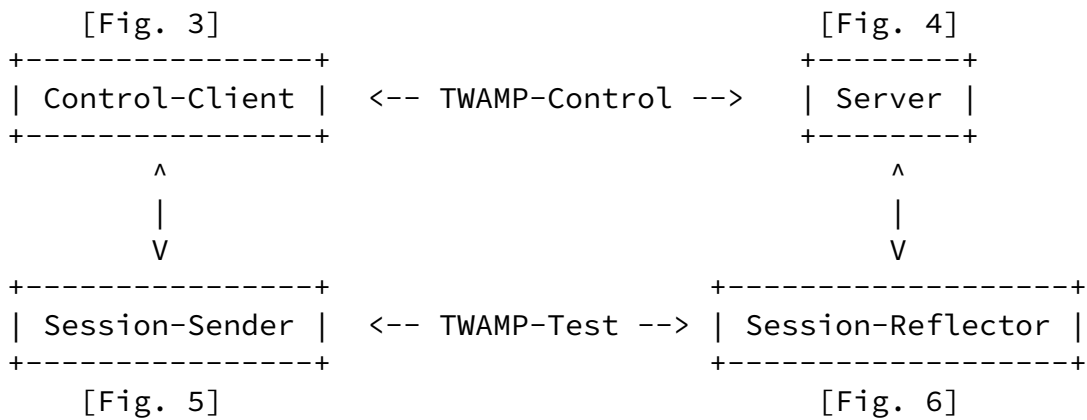 [Fig. 3] [Fig. 4]
+----------------+ +--------+
| Control-Client | <-- TWAMP-Control --> | Server |
+----------------+ +--------+
^ ^
| |
V V
+----------------+ +-------------------+
| Session-Sender | <-- TWAMP-Test --> | Session-Reflector |
+----------------+ +-------------------+
[Fig. 5] [Fig. 6]